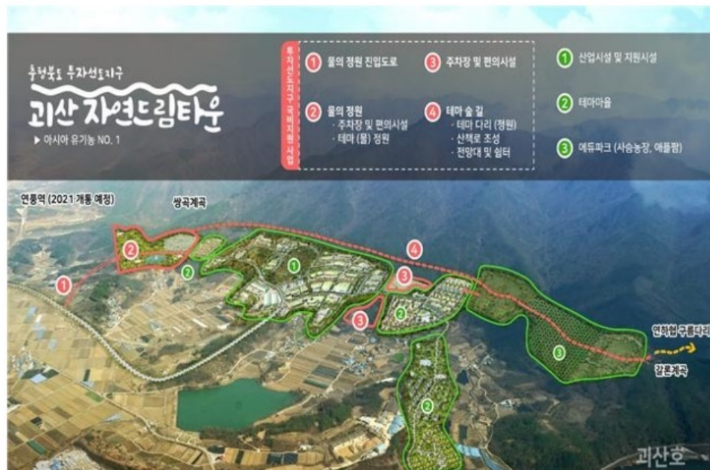 충청북도 투자선도지구
괴산 자연드림타운
▶ 아시아 유기농 NO. 1
투자선도지구 국비지원 사업
1 물의 정원 진입도로
2 물의 정원
· 주차장 및 편의시설
· 테마 (물) 정원
3 주차장 및 편의시설
4 테마 숲 길
· 테마 다리 (정원)
· 산책로 조성
· 전망대 및 쉼터
1 산업시설 및 지원시설
2 테마마을
3 에듀파크 (사슴농장, 애플팜)
연풍역 (2021 개통 예정)
쌍곡계곡
1
2
2
1
4
3
3
2
2
3
연하협 구름다리
갈론계곡
괴산호